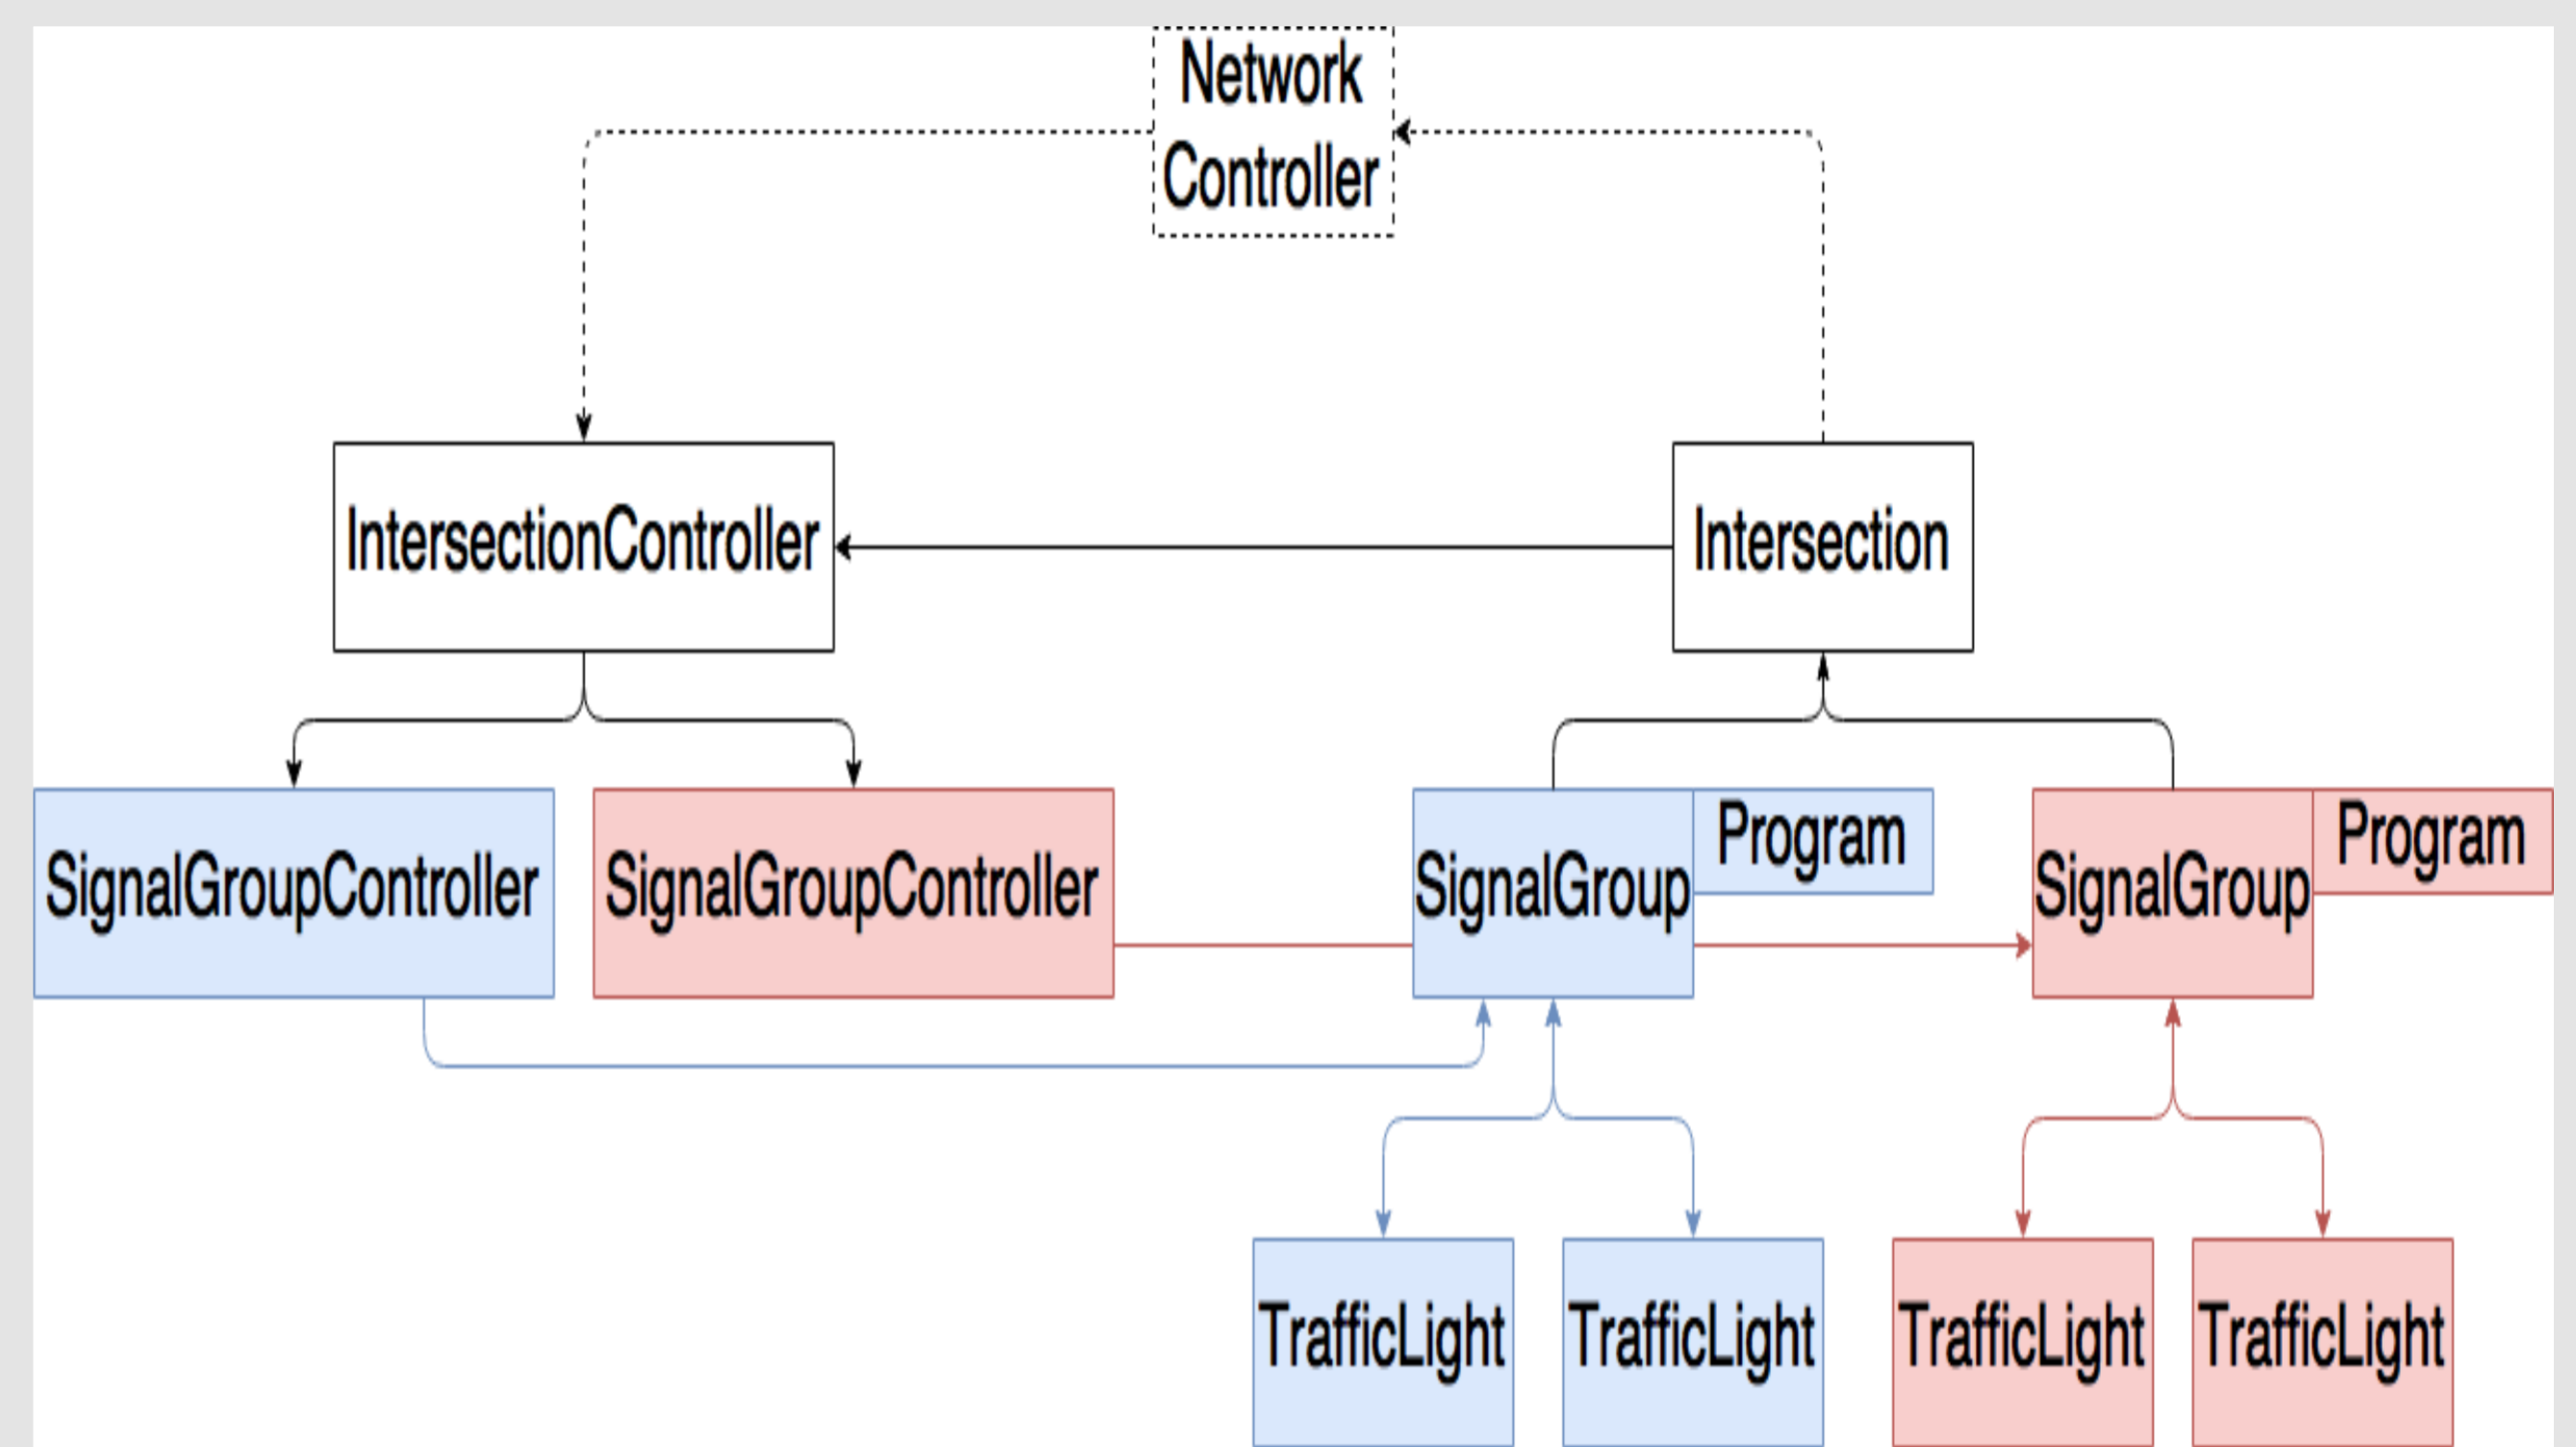 Network
Controller
IntersectionController
Intersection
SignalGroupController
SignalGroupController
SignalGroup
Program
SignalGroup
Program
TrafficLight
TrafficLight
TrafficLight
TrafficLight